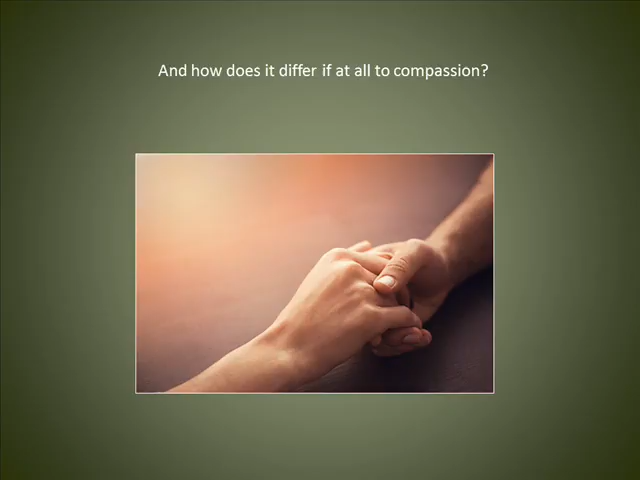 And how does it differ if at all to compassion?